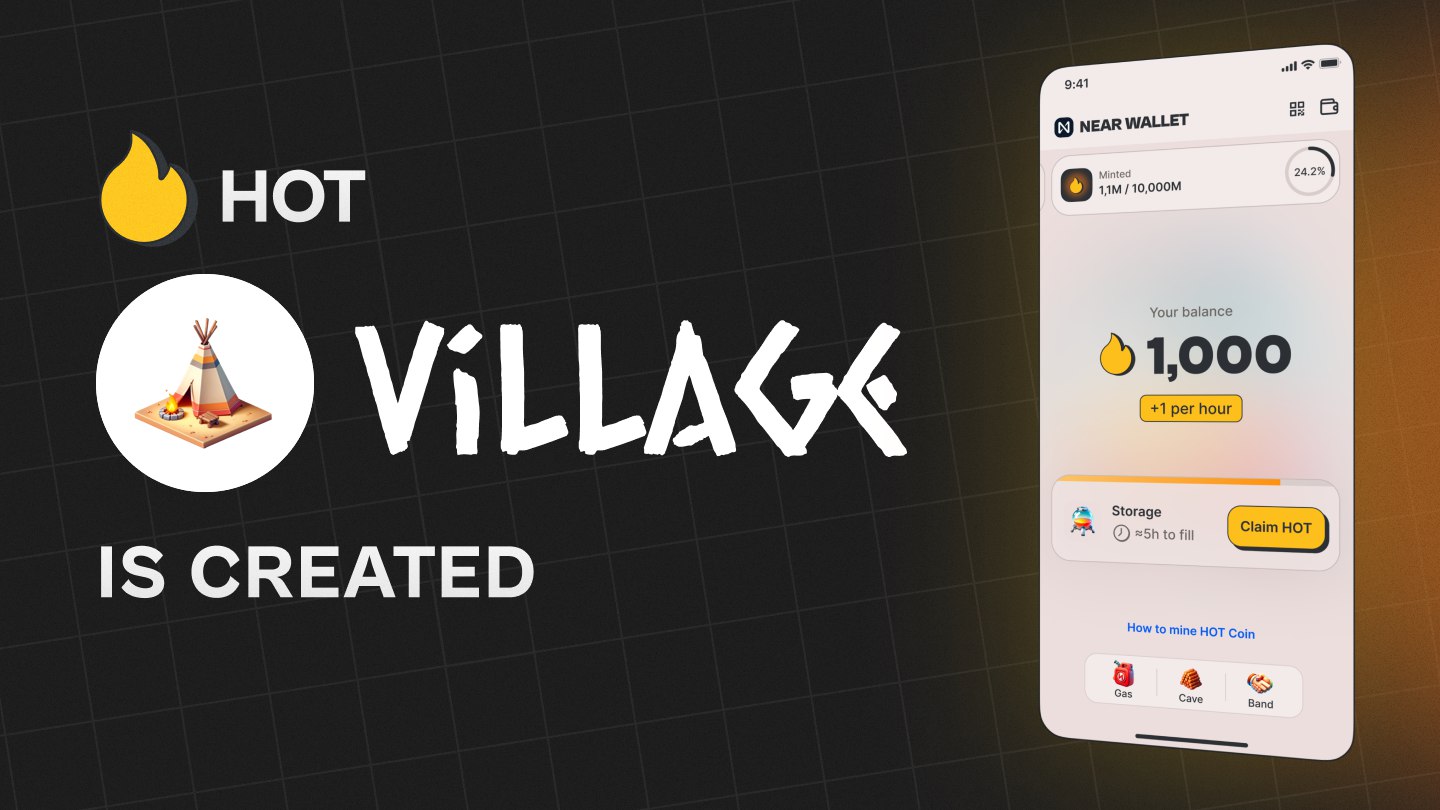 HOT
ViLLAGE
IS CREATED
9:41
NEAR WALLET
Minted
1,1M / 10,000M
24.2%
Your balance
1,000
+1 per hour
Storage
≈5h to fill
Claim HOT
How to mine HOT Coin
Gas
Cave
Band